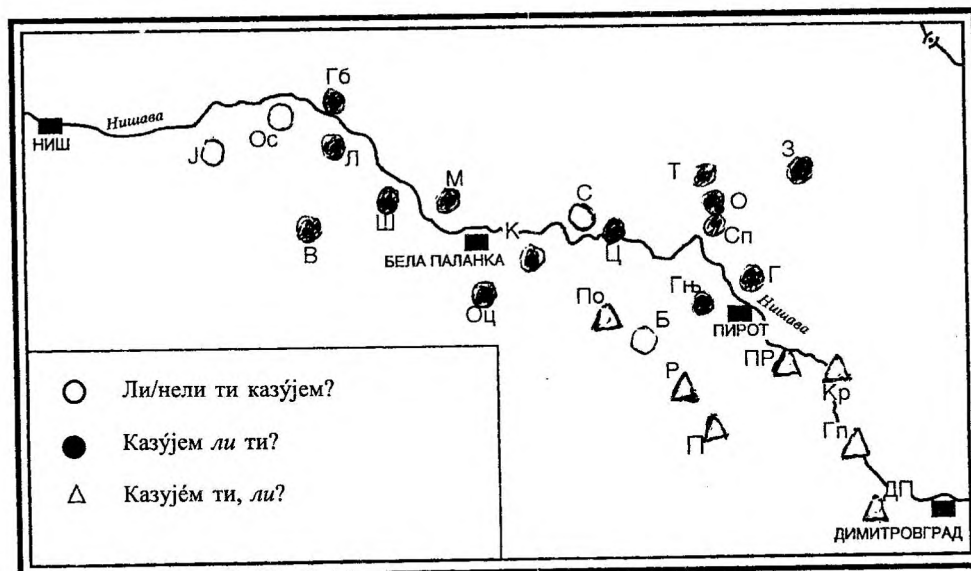 Гб
Нишава
НИШ
Ос
Ј
Л
З
Т
М
Ш
О
С
В
К
Ц
Сп
БЕЛА ПАЛАНКА
Г
Оц
По
Гњ
Нишава
Б
ПИРОТ
ПР
Р
Кр
П
Гп
ДП
ДИМИТРОВГРАД
Ли/нели ти казу́јем?
Казу́јем ли ти?
Казује́м ти, ли?